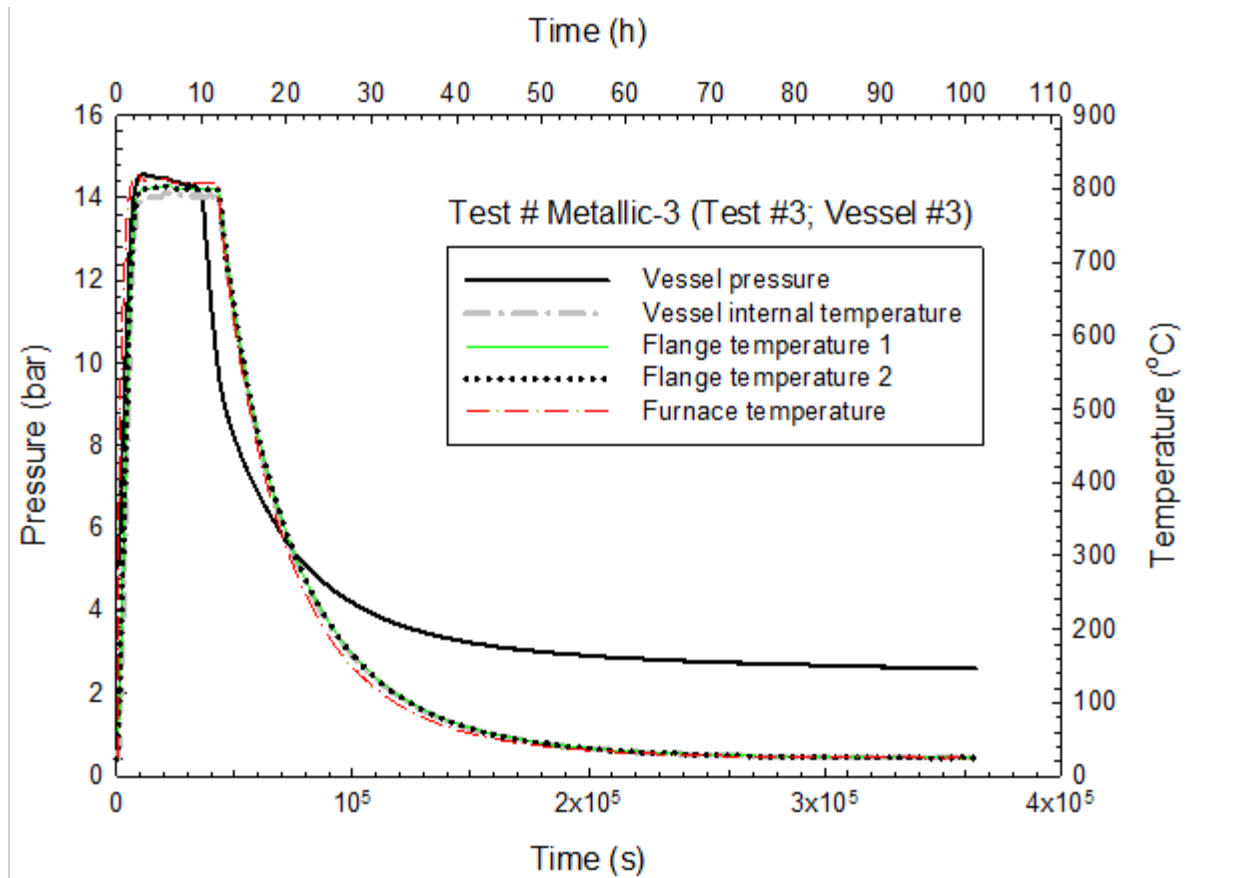 Time (h)
0 10 20 30 40 50 60 70 80 90 100 110
16 900
14 800
12 700
10 600
8 500
6 400
4 300
2 200
0 100
0
Pressure (bar)
Temperature (°C)
Test # Metallic-3 (Test #3; Vessel #3)
Vessel pressure
Vessel internal temperature
Flange temperature 1
Flange temperature 2
Furnace temperature
0 10⁵ 2x10⁵ 3x10⁵ 4x10⁵
Time (s)